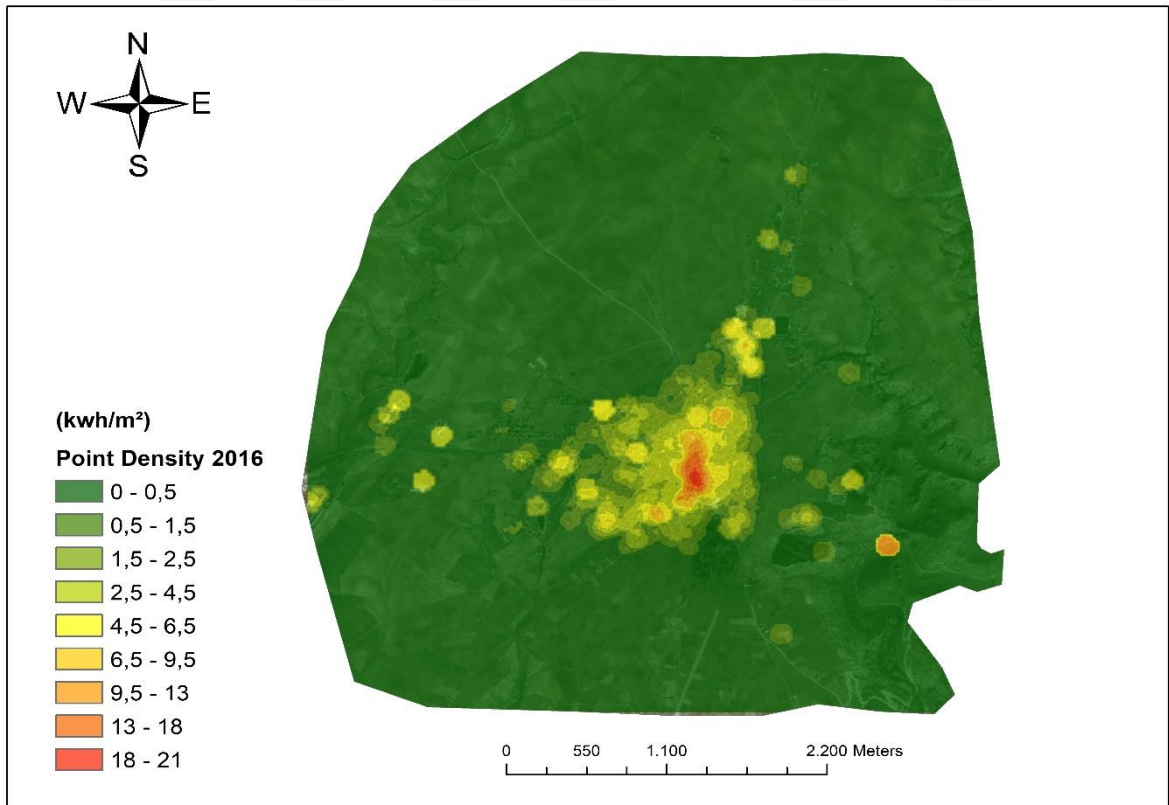 N
W E
S
(kwh/m²)
Point Density 2016
0 - 0,5
0,5 - 1,5
1,5 - 2,5
2,5 - 4,5
4,5 - 6,5
6,5 - 9,5
9,5 - 13
13 - 18
18 - 21
0 550 1.100 2.200 Meters